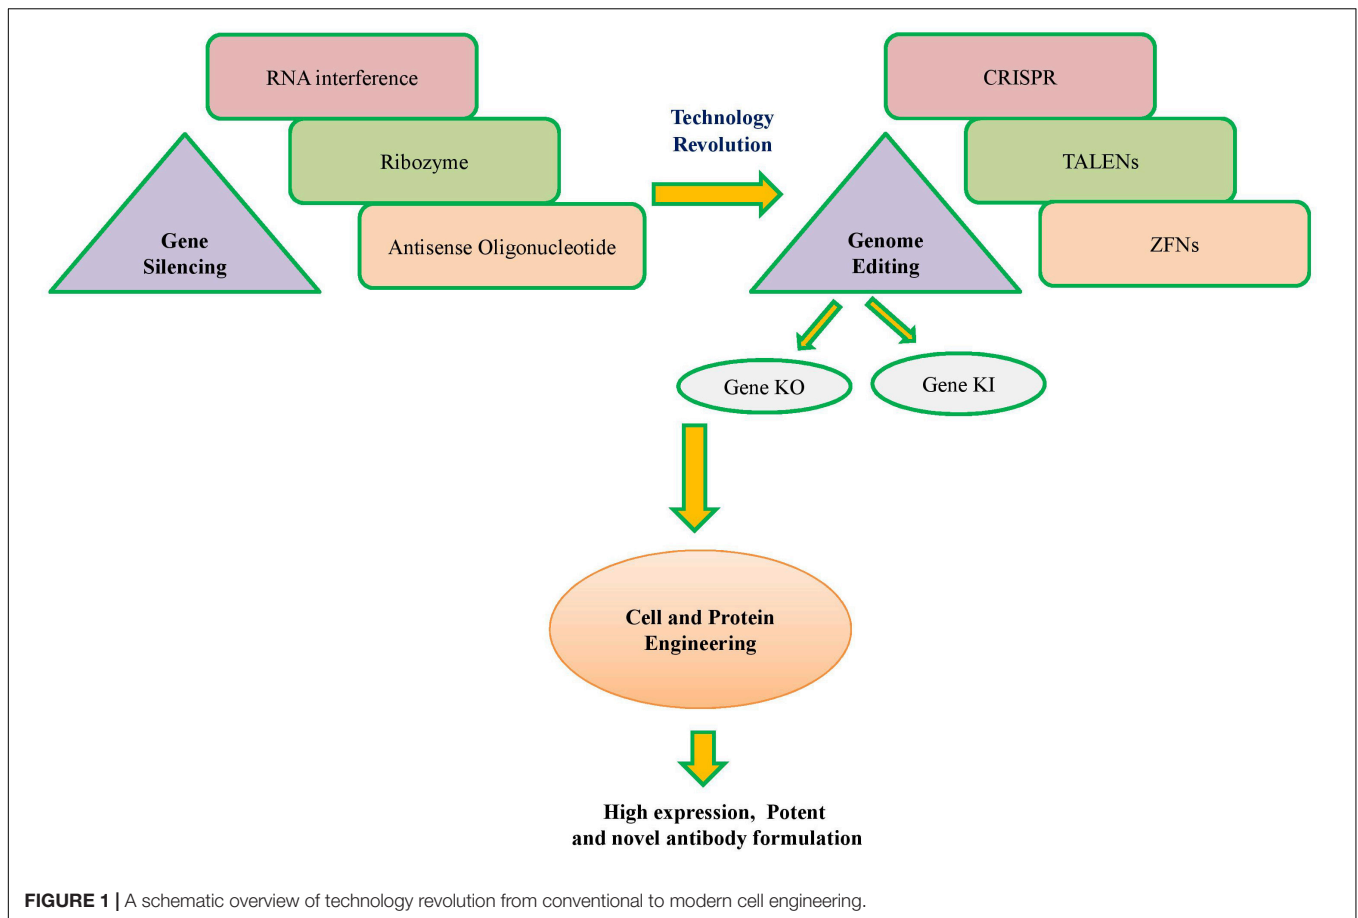 RNA interference
Ribozyme
Antisense Oligonucleotide
Gene
Silencing
Technology
Revolution
CRISPR
TALENs
ZFNs
Genome
Editing
Gene KO
Gene KI
Cell and Protein
Engineering
High expression, Potent
and novel antibody formulation
FIGURE 1 | A schematic overview of technology revolution from conventional to modern cell engineering.